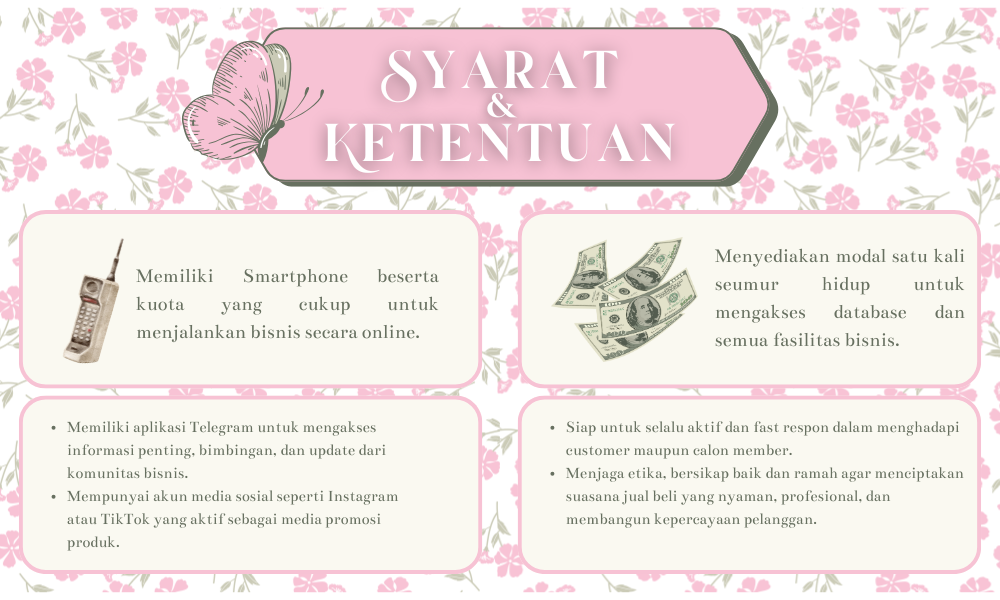 SYARAT
&
KETENTUAN
Memiliki Smartphone beserta
kuota yang cukup untuk
menjalankan bisnis secara online.
Menyediakan modal satu kali
seumur hidup untuk
mengakses database dan
semua fasilitas bisnis.
• Memiliki aplikasi Telegram untuk mengakses
informasi penting, bimbingan, dan update dari
komunitas bisnis.
• Mempunyai akun media sosial seperti Instagram
atau TikTok yang aktif sebagai media promosi
produk.
• Siap untuk selalu aktif dan fast respon dalam menghadapi
customer maupun calon member.
• Menjaga etika, bersikap baik dan ramah agar menciptakan
suasana jual beli yang nyaman, profesional, dan
membangun kepercayaan pelanggan.